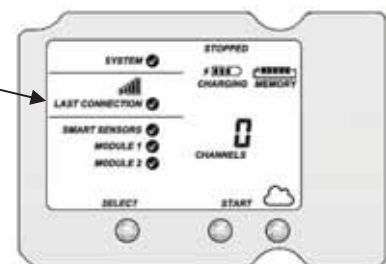 SYSTEM
LAST CONNECTION
SMART SENSORS
MODULE 1
MODULE 2
SELECT
STOPPED
CHARGING MEMORY
0
CHANNELS
START